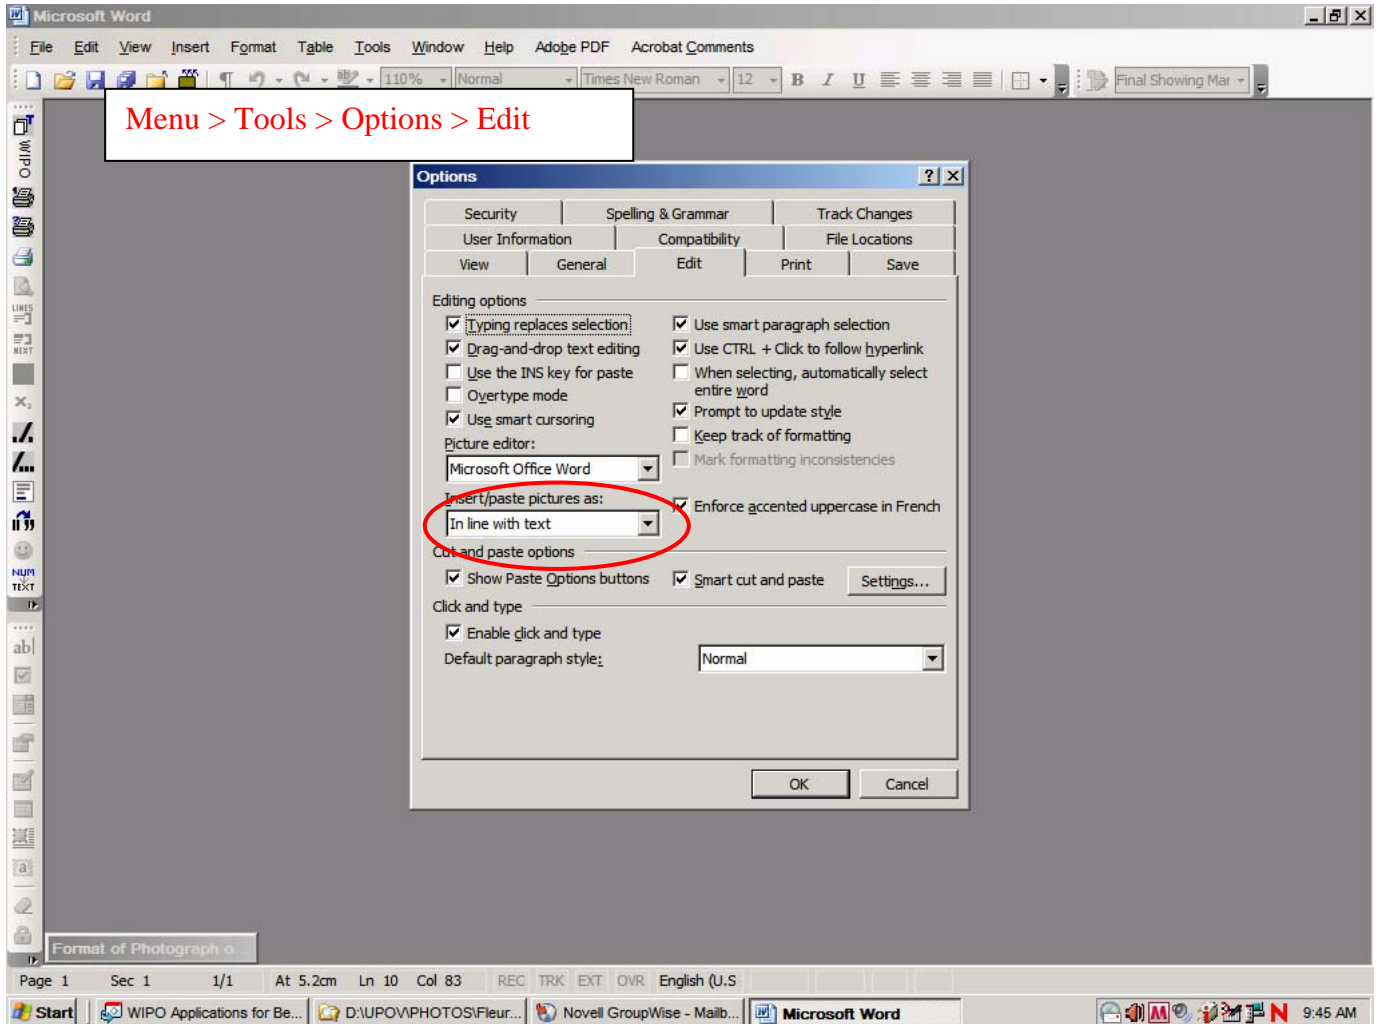 Microsoft Word
File Edit View Insert Format Table Tools Window Help Adobe PDF Acrobat Comments
110% Normal Times New Roman 12 B I U Final Showing Mar
Menu > Tools > Options > Edit
WIPO
LINES
NEXT
NUM
TEXT
ab
a
Options
Security Spelling & Grammar Track Changes
User Information Compatibility File Locations
View General Edit Print Save
Editing options
Typing replaces selection
Drag-and-drop text editing
Use the INS key for paste
Overtype mode
Use smart cursoring
Use smart paragraph selection
Use CTRL + Click to follow hyperlink
When selecting, automatically select
entire word
Prompt to update style
Keep track of formatting
Mark formatting inconsistencies
Picture editor:
Microsoft Office Word
Insert/paste pictures as:
In line with text
Enforce accented uppercase in French
Cut and paste options
Show Paste Options buttons Smart cut and paste Settings...
Click and type
Enable click and type
Default paragraph style: Normal
OK Cancel
Format of Photograph o...
Page 1 Sec 1 1/1 At 5.2cm Ln 10 Col 83 REC TRK EXT OVR English (U.S
Start WIPO Applications for Be... D:\UPOV\PHOTOS\Fleur... Novell GroupWise - Mailb... Microsoft Word 9:45 AM